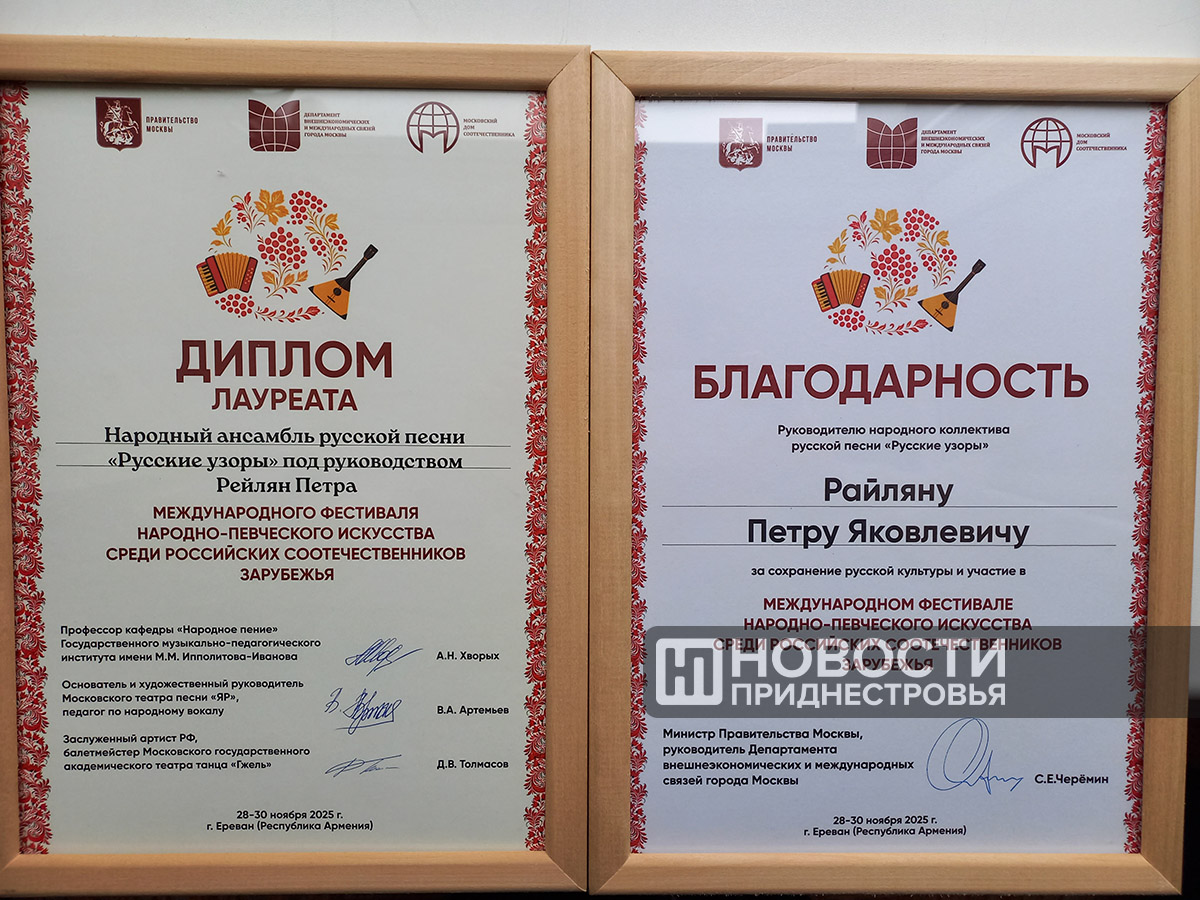 ПРАВИТЕЛЬСТВО
МОСКВЫ
ДЕПАРТАМЕНТ
ВНЕШНЕЭКОНОМИЧЕСКИХ
И МЕЖДУНАРОДНЫХ СВЯЗЕЙ
ГОРОДА МОСКВЫ
МОСКОВСКИЙ
ДОМ
СООТЕЧЕСТВЕННИКА
ДИПЛОМ
ЛАУРЕАТА
Народный ансамбль русской песни
«Русские узоры» под руководством
Рейлян Петра
МЕЖДУНАРОДНОГО ФЕСТИВАЛЯ
НАРОДНО-ПЕВЧЕСКОГО ИСКУССТВА
СРЕДИ РОССИЙСКИХ СООТЕЧЕСТВЕННИКОВ
ЗАРУБЕЖЬЯ
Профессор кафедры «Народное пение»
Государственного музыкально-педагогического
института имени М.М. Ипполитова-Иванова
А.Н. Хворых
Основатель и художественный руководитель
Московского театра песни «ЯР»,
педагог по народному вокалу
В.А. Артемьев
Заслуженный артист РФ,
балетмейстер Московского государственного
академического театра танца «Гжель»
Д.В. Толмасов
28-30 ноября 2025 г.
г. Ереван (Республика Армения)
ПРАВИТЕЛЬСТВО
МОСКВЫ
ДЕПАРТАМЕНТ
ВНЕШНЕЭКОНОМИЧЕСКИХ
И МЕЖДУНАРОДНЫХ СВЯЗЕЙ
ГОРОДА МОСКВЫ
МОСКОВСКИЙ
ДОМ
СООТЕЧЕСТВЕННИКА
БЛАГОДАРНОСТЬ
Руководителю народного коллектива
русской песни «Русские узоры»
Райляну
Петру Яковлевичу
за сохранение русской культуры и участие в
МЕЖДУНАРОДНОМ ФЕСТИВАЛЕ
НАРОДНО-ПЕВЧЕСКОГО ИСКУССТВА
СРЕДИ РОССИЙСКИХ СООТЕЧЕСТВЕННИКОВ
ЗАРУБЕЖЬЯ
НОВОСТИ
ПРИДНЕСТРОВЬЯ
Министр Правительства Москвы,
руководитель Департамента
внешнеэкономических и международных
связей города Москвы
С.Е.Черёмин
28-30 ноября 2025 г.
г. Ереван (Республика Армения)